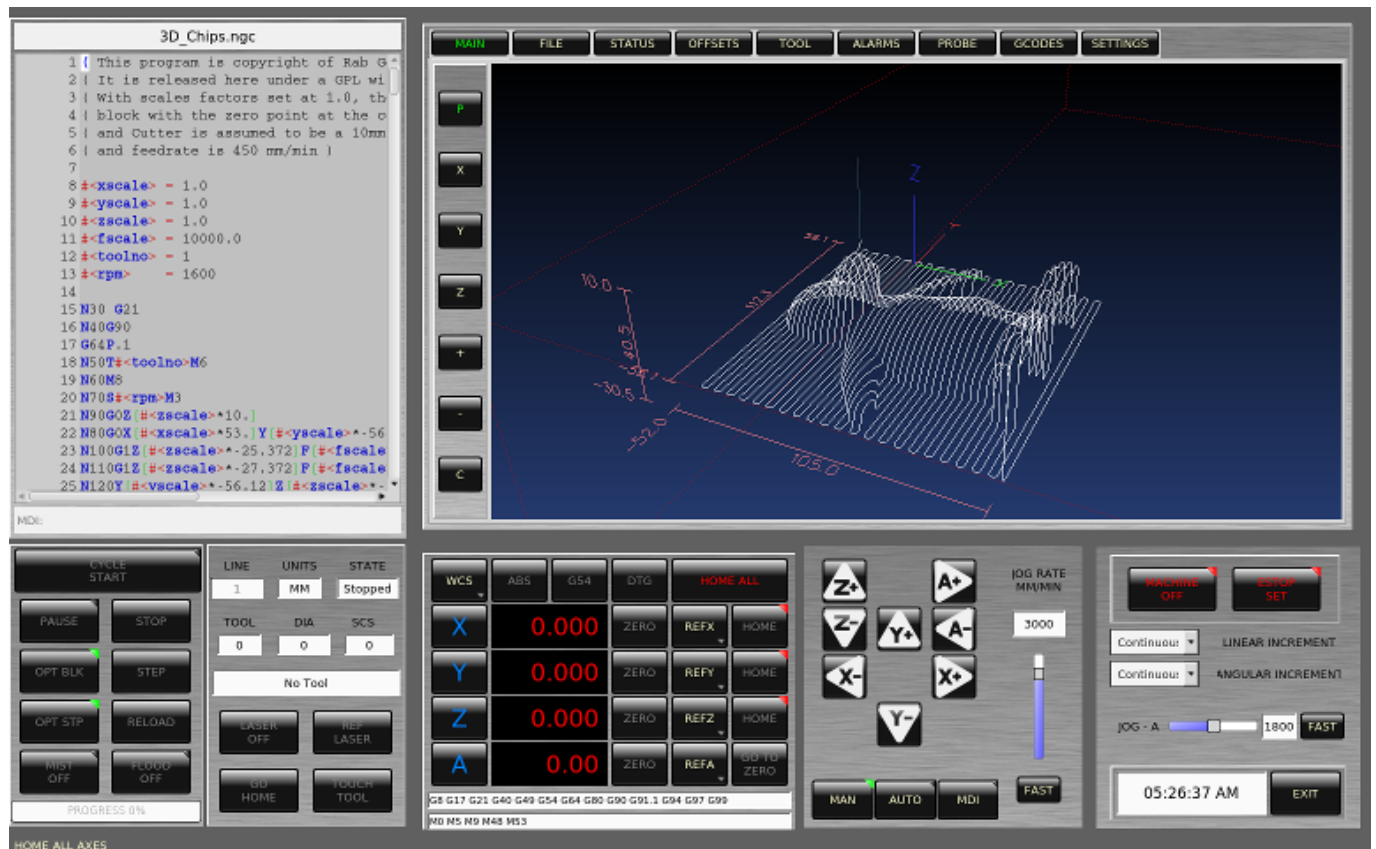 3D_Chips.ngc
1 ( This program is copyright of Rab G
2 ( It is released here under a GPL wi
3 ( With scales factors set at 1.0, th
4 ( block with the zero point at the c
5 ( and Cutter is assumed to be a 10mm
6 ( and feedrate is 450 mm/min )
7
8 #<xscale> = 1.0
9 #<yscale> = 1.0
10 #<zscale> = 1.0
11 #<fscale> = 10000.0
12 #<toolno> = 1
13 #<rpm> = 1600
14
15 N30 G21
16 N40G90
17 G64P.1
18 N50T#<toolno>M6
19 N60M8
20 N70S#<rpm>M3
21 N90G0Z[#<zscale>*10.]
22 N80G0X[#<xscale>*53.]Y[#<yscale>*-56
23 N100G1Z[#<zscale>*-25.372]F[#<fscale
24 N110G1Z[#<zscale>*-27.372]F[#<fscale
25 N120Y[#<yscale>*-56.12]Z[#<zscale>*-
MDI:
MAIN FILE STATUS OFFSETS TOOL ALARMS PROBE GCODES SETTINGS
P
X
Y
Z
+
-
C
Z
Y
X
10.0
40.5
-30.5
112.3
-52.0
105.0
CYCLE START
PAUSE STOP
OPT BLK STEP
OPT STP RELOAD
MIST OFF FLOOD OFF
PROGRESS 0%
LINE UNITS STATE
1 MM Stopped
TOOL DIA SCS
0 0 0
No Tool
LASER OFF REF LASER
GO HOME TOUCH TOOL
WCS ABS G54 DTG HOME ALL
X 0.000 ZERO REFX HOME
Y 0.000 ZERO REFY HOME
Z 0.000 ZERO REFZ HOME
A 0.00 ZERO REFA GO TO ZERO
G8 G17 G21 G40 G49 G54 G64 G80 G90 G91.1 G94 G97 G99
M0 M5 M9 M48 M53
Z+ A+
Z- Y+ A-
X- X+
Y-
JOG RATE
MM/MIN
3000
FAST
MAN AUTO MDI
MACHINE OFF ESTOP SET
Continuou: LINEAR INCREMENT
Continuou: ANGULAR INCREMENT
JOG - A 1800 FAST
05:26:37 AM EXIT
HOME ALL AXES